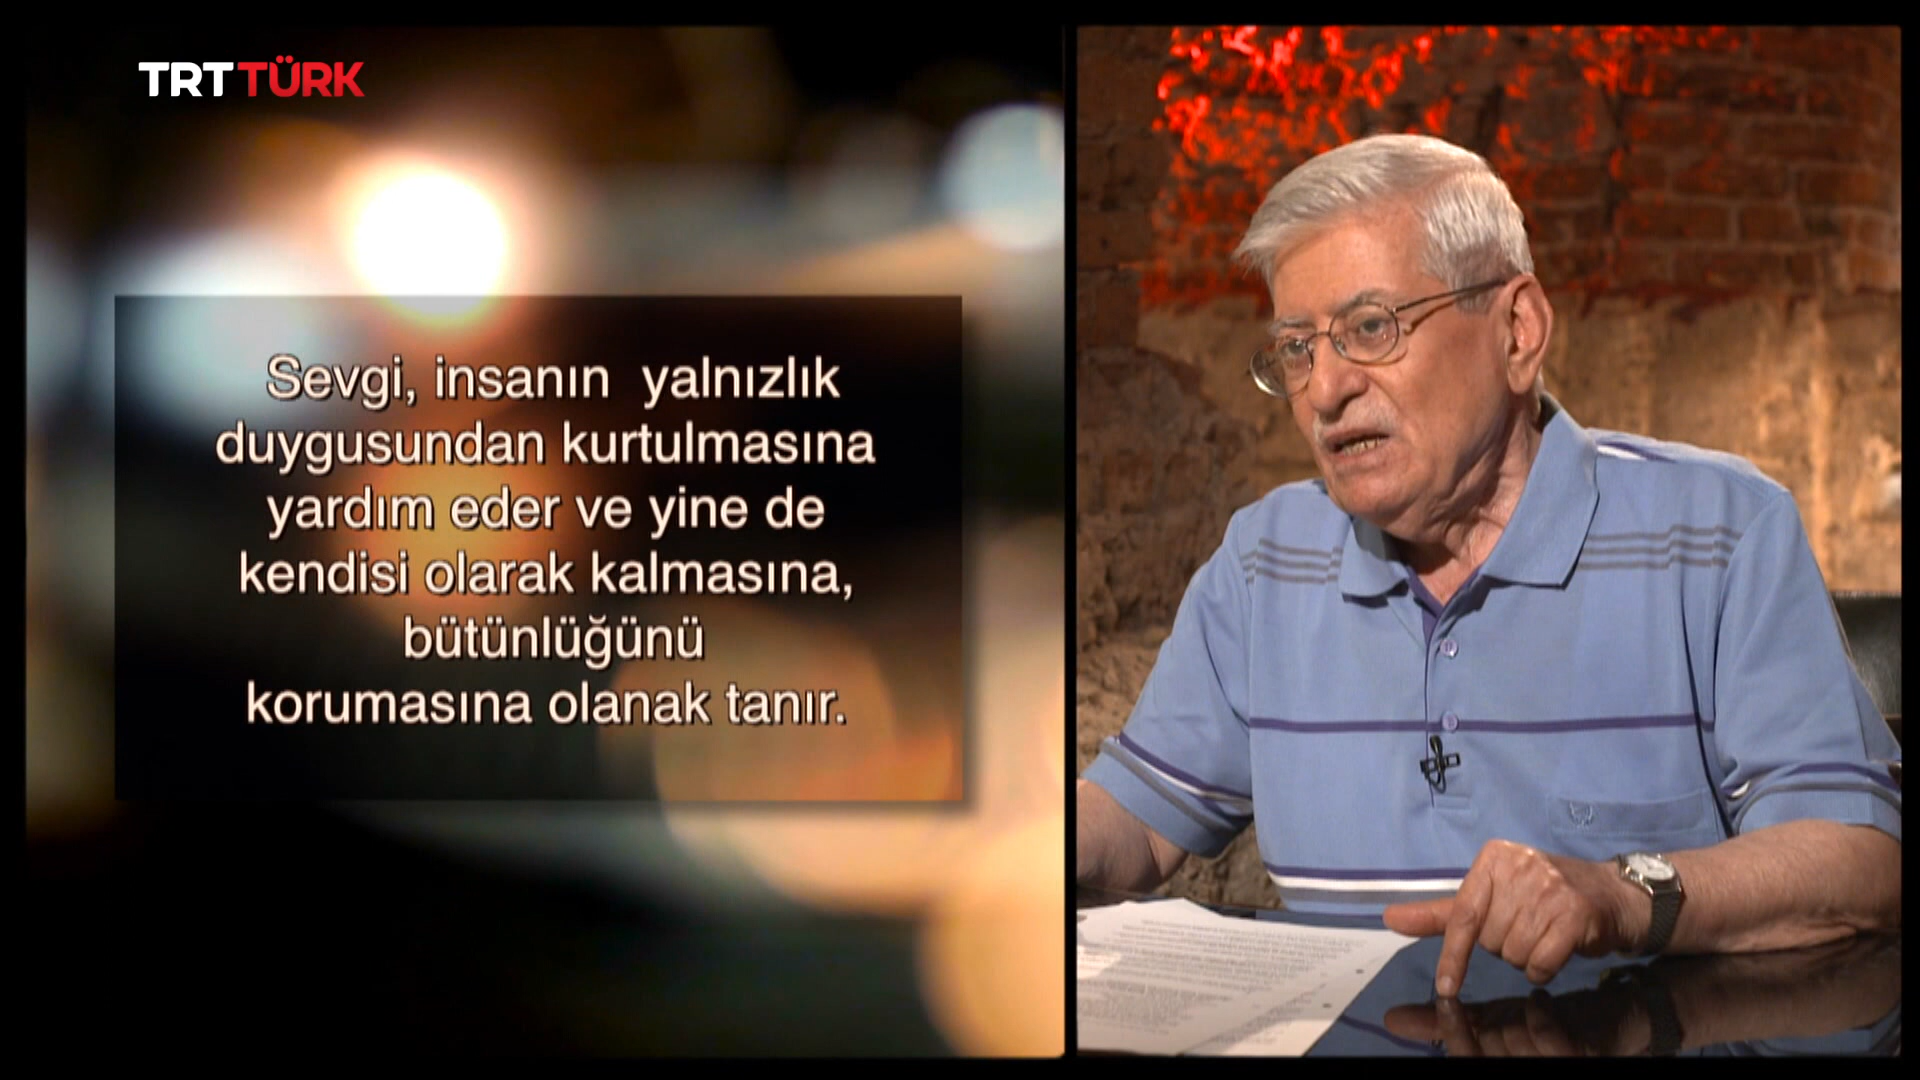 TRT TÜRK
Sevgi, insanın yalnızlık
duygusundan kurtulmasına
yardım eder ve yine de
kendisi olarak kalmasına,
bütünlüğünü
korumasına olanak tanır.